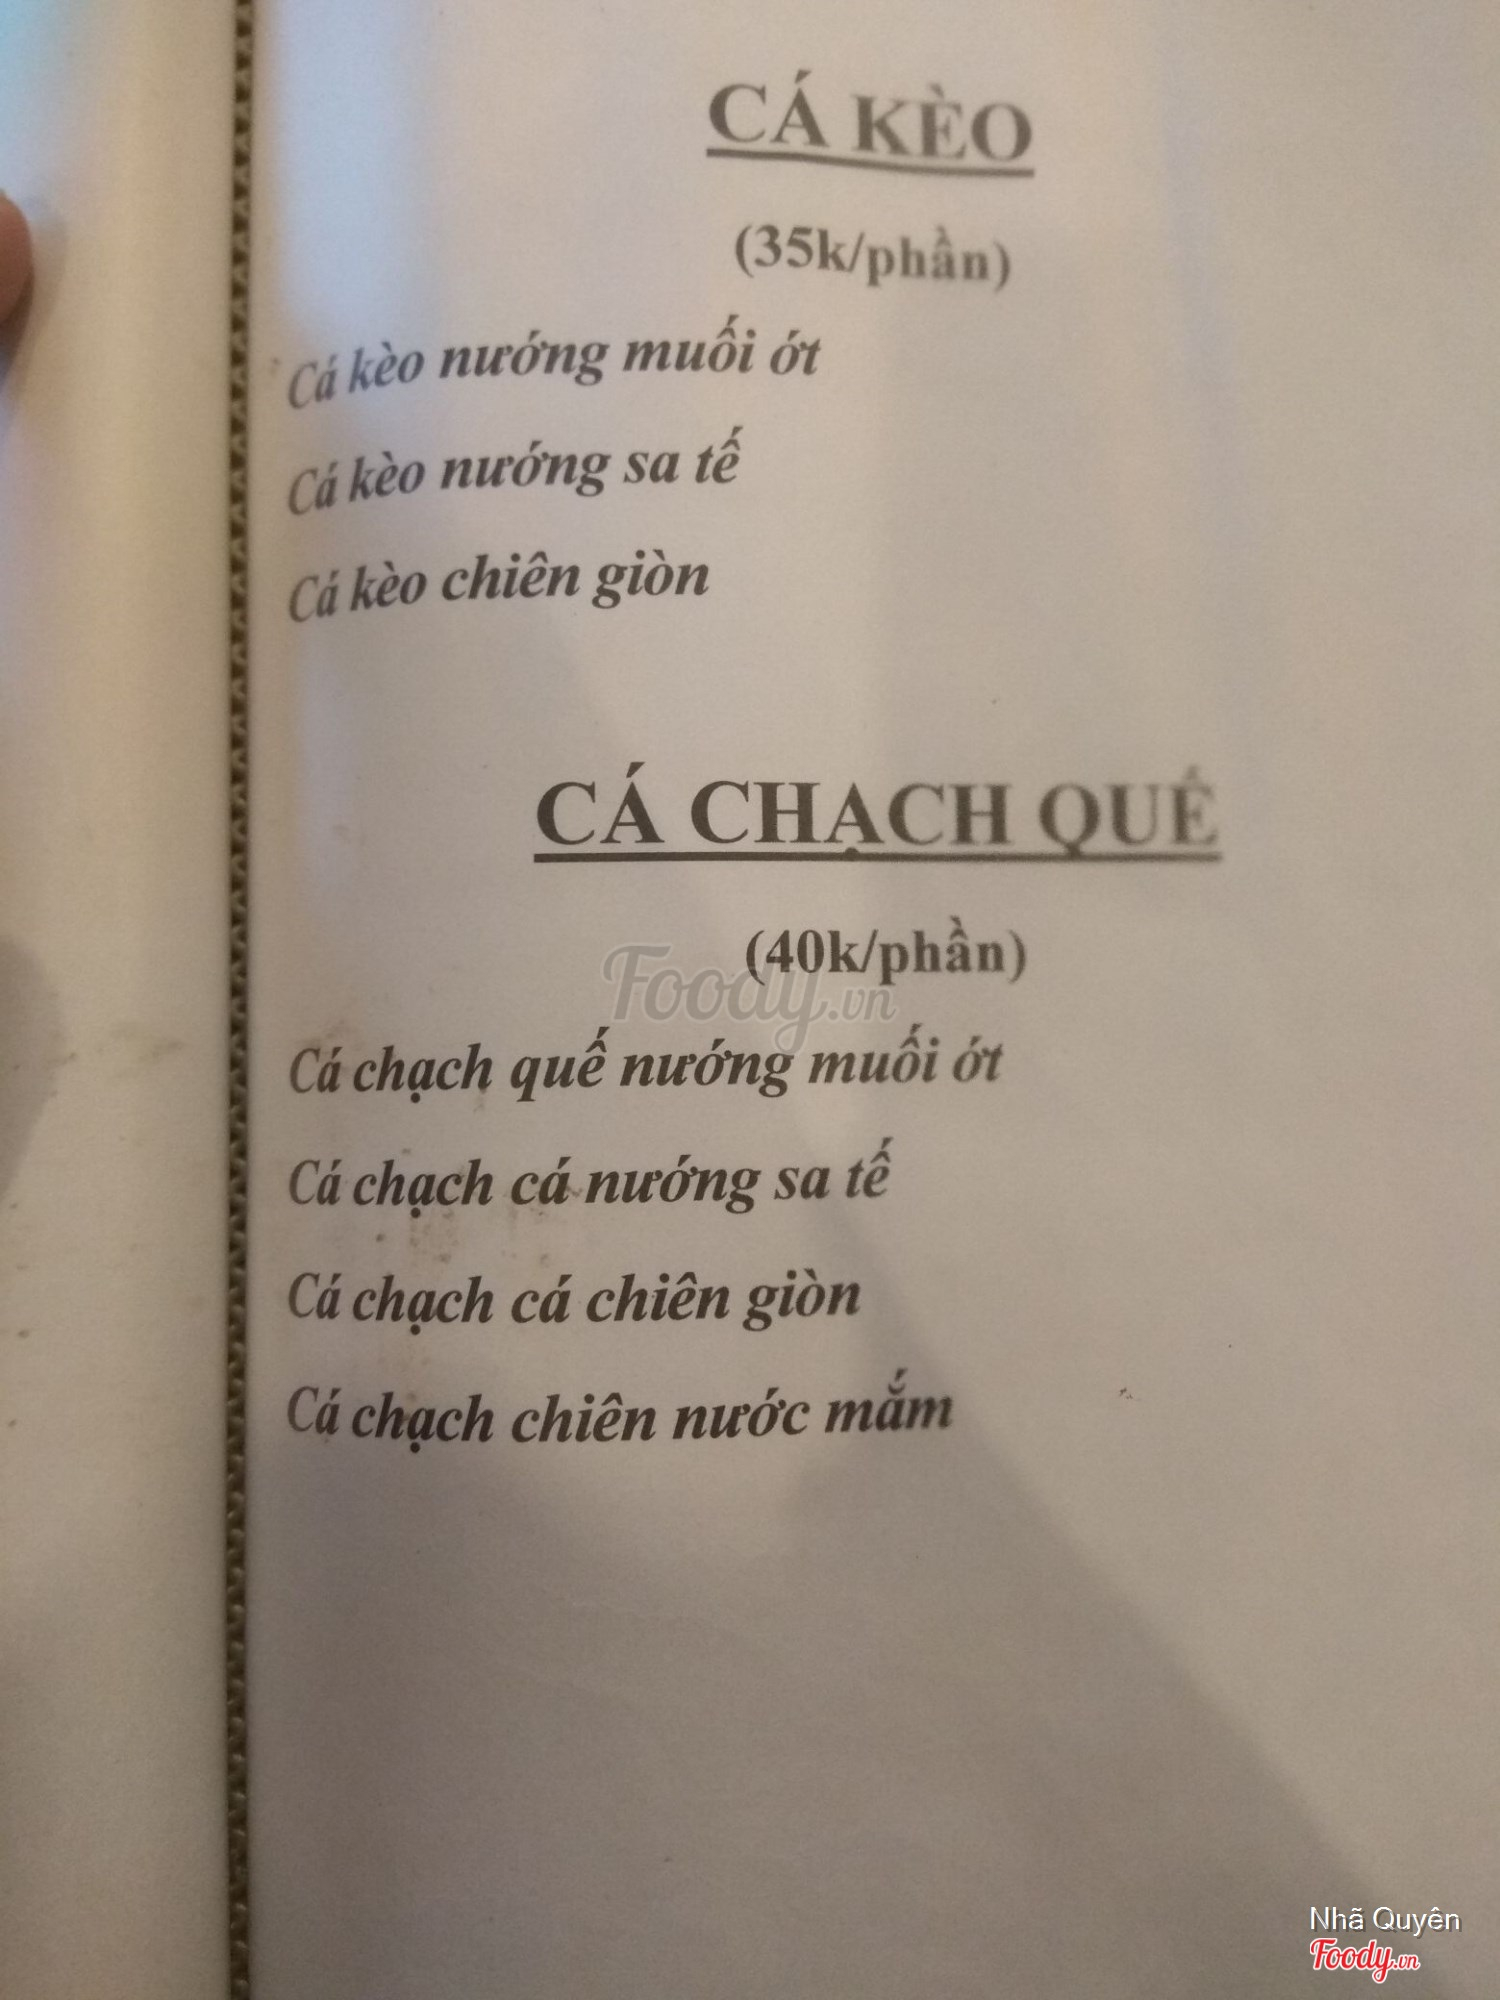 CÁ KÈO
(35k/phần)
Cá kèo nướng muối ớt
Cá kèo nướng sa tế
Cá kèo chiên giòn
CÁ CHẠCH QUẾ
(40k/phần)
Foody.vn
Cá chạch quế nướng muối ớt
Cá chạch cá nướng sa tế
Cá chạch cá chiên giòn
Cá chạch chiên nước mắm
Nhã Quyên
Foody.vn